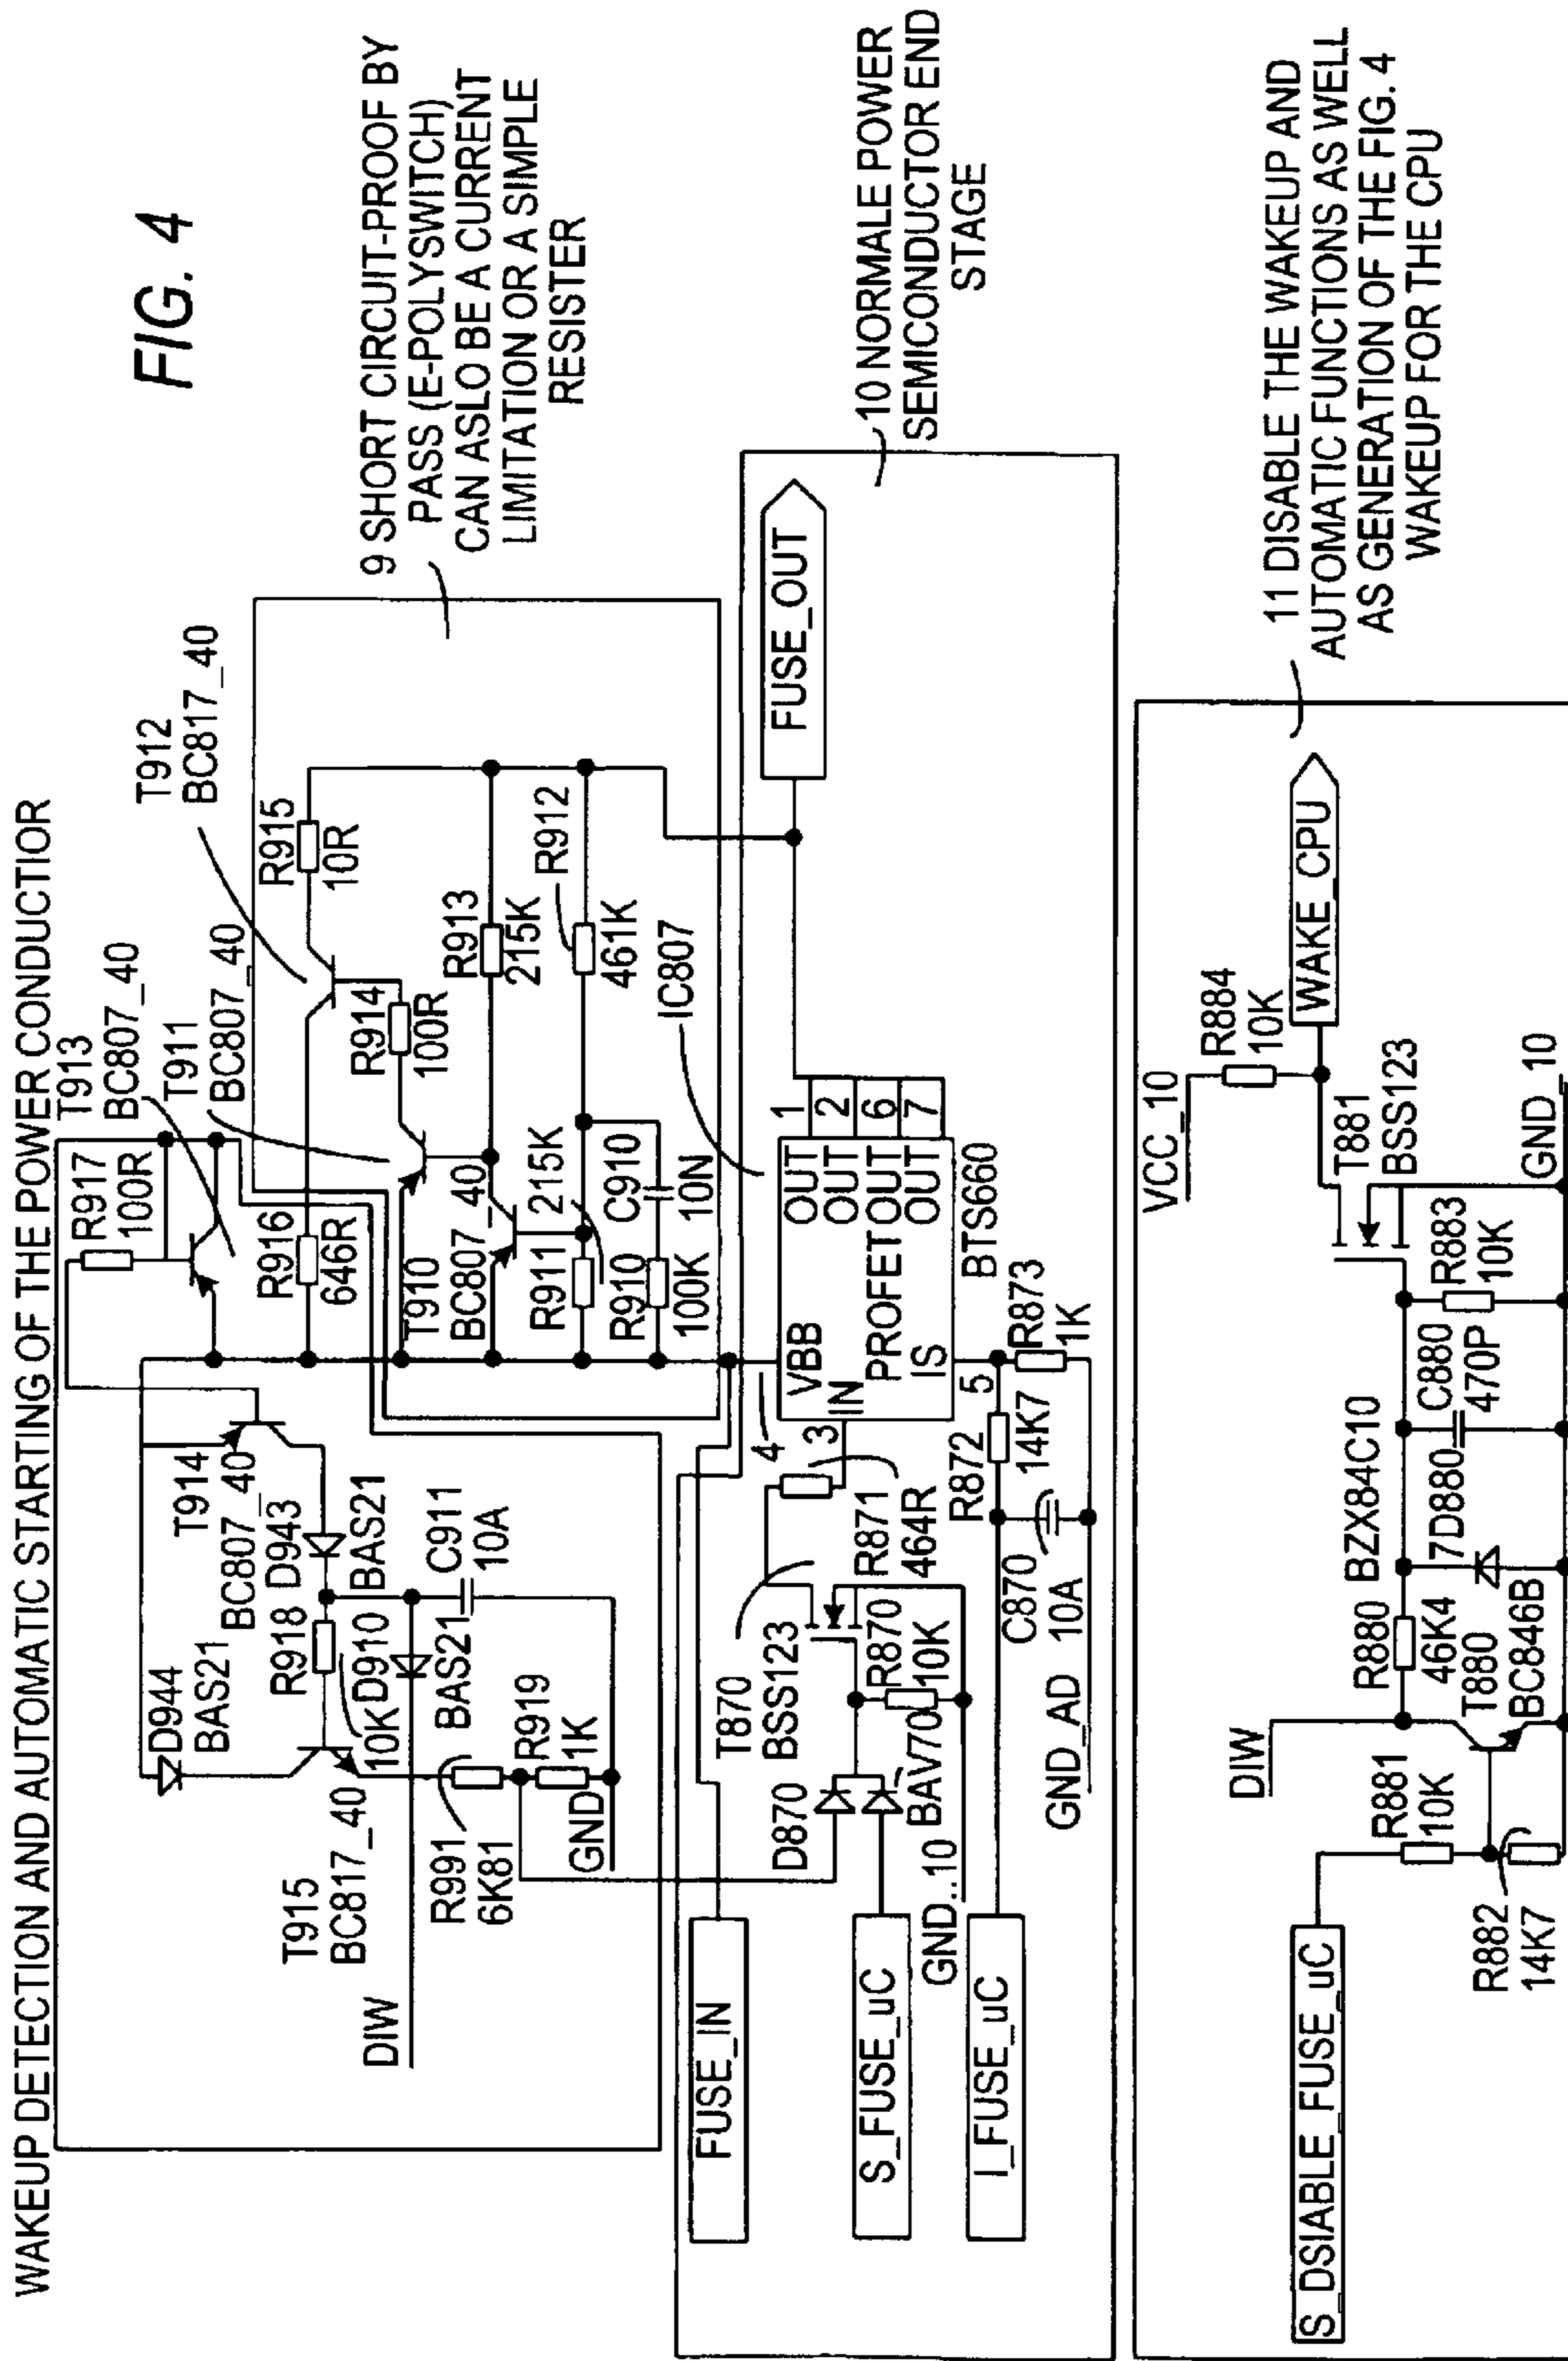 FIG. 4
WAKEUP DETECTION AND AUTOMATIC STARTING OF THE POWER CONDUCTIOR
T913
BC807_40
T911
BC807_40
T912
BC817_40
R917
100R
R915
10R
R916
646R
R914
100R
R913
215K
R912
461K
T910
BC807_40
R911
215K
R910
100K
C910
10N
T914
BC807_40
D943
BAS21
D944
BAS21
R918
10K
D910
BAS21
C911
10A
T915
BC817_40
R991
6K81
R919
1K
GND
DIW
9 SHORT CIRCUIT-PROOF BY
PASS (E-POLYSWITCH)
CAN ASLO BE A CURRENT
LIMITATION OR A SIMPLE
RESISTER
FUSE_IN
S_FUSE_uC
I_FUSE_uC
GND..10
D870
BAV70
T870
BSS123
R870
10K
R871
464R
R872
14K7
R873
1K
C870
10A
GND_AD
4
3
5
VBB
IN
PROFET
IS
OUT
OUT
OUT
OUT
1
2
6
7
BTS660
IC807
FUSE_OUT
10 NORMALE POWER
SEMICONDUCTOR END
STAGE
S_DSIABLE_FUSE_uC
R881
10K
R882
14K7
DIW
T880
BC846B
R880
46K4
BZX84C10
7D880
C880
470P
R883
10K
T881
BSS123
VCC_10
R884
10K
WAKE_CPU
GND_10
11 DISABLE THE WAKEUP AND
AUTOMATIC FUNCTIONS AS WELL
AS GENERATION OF THE FIG. 4
WAKEUP FOR THE CPU